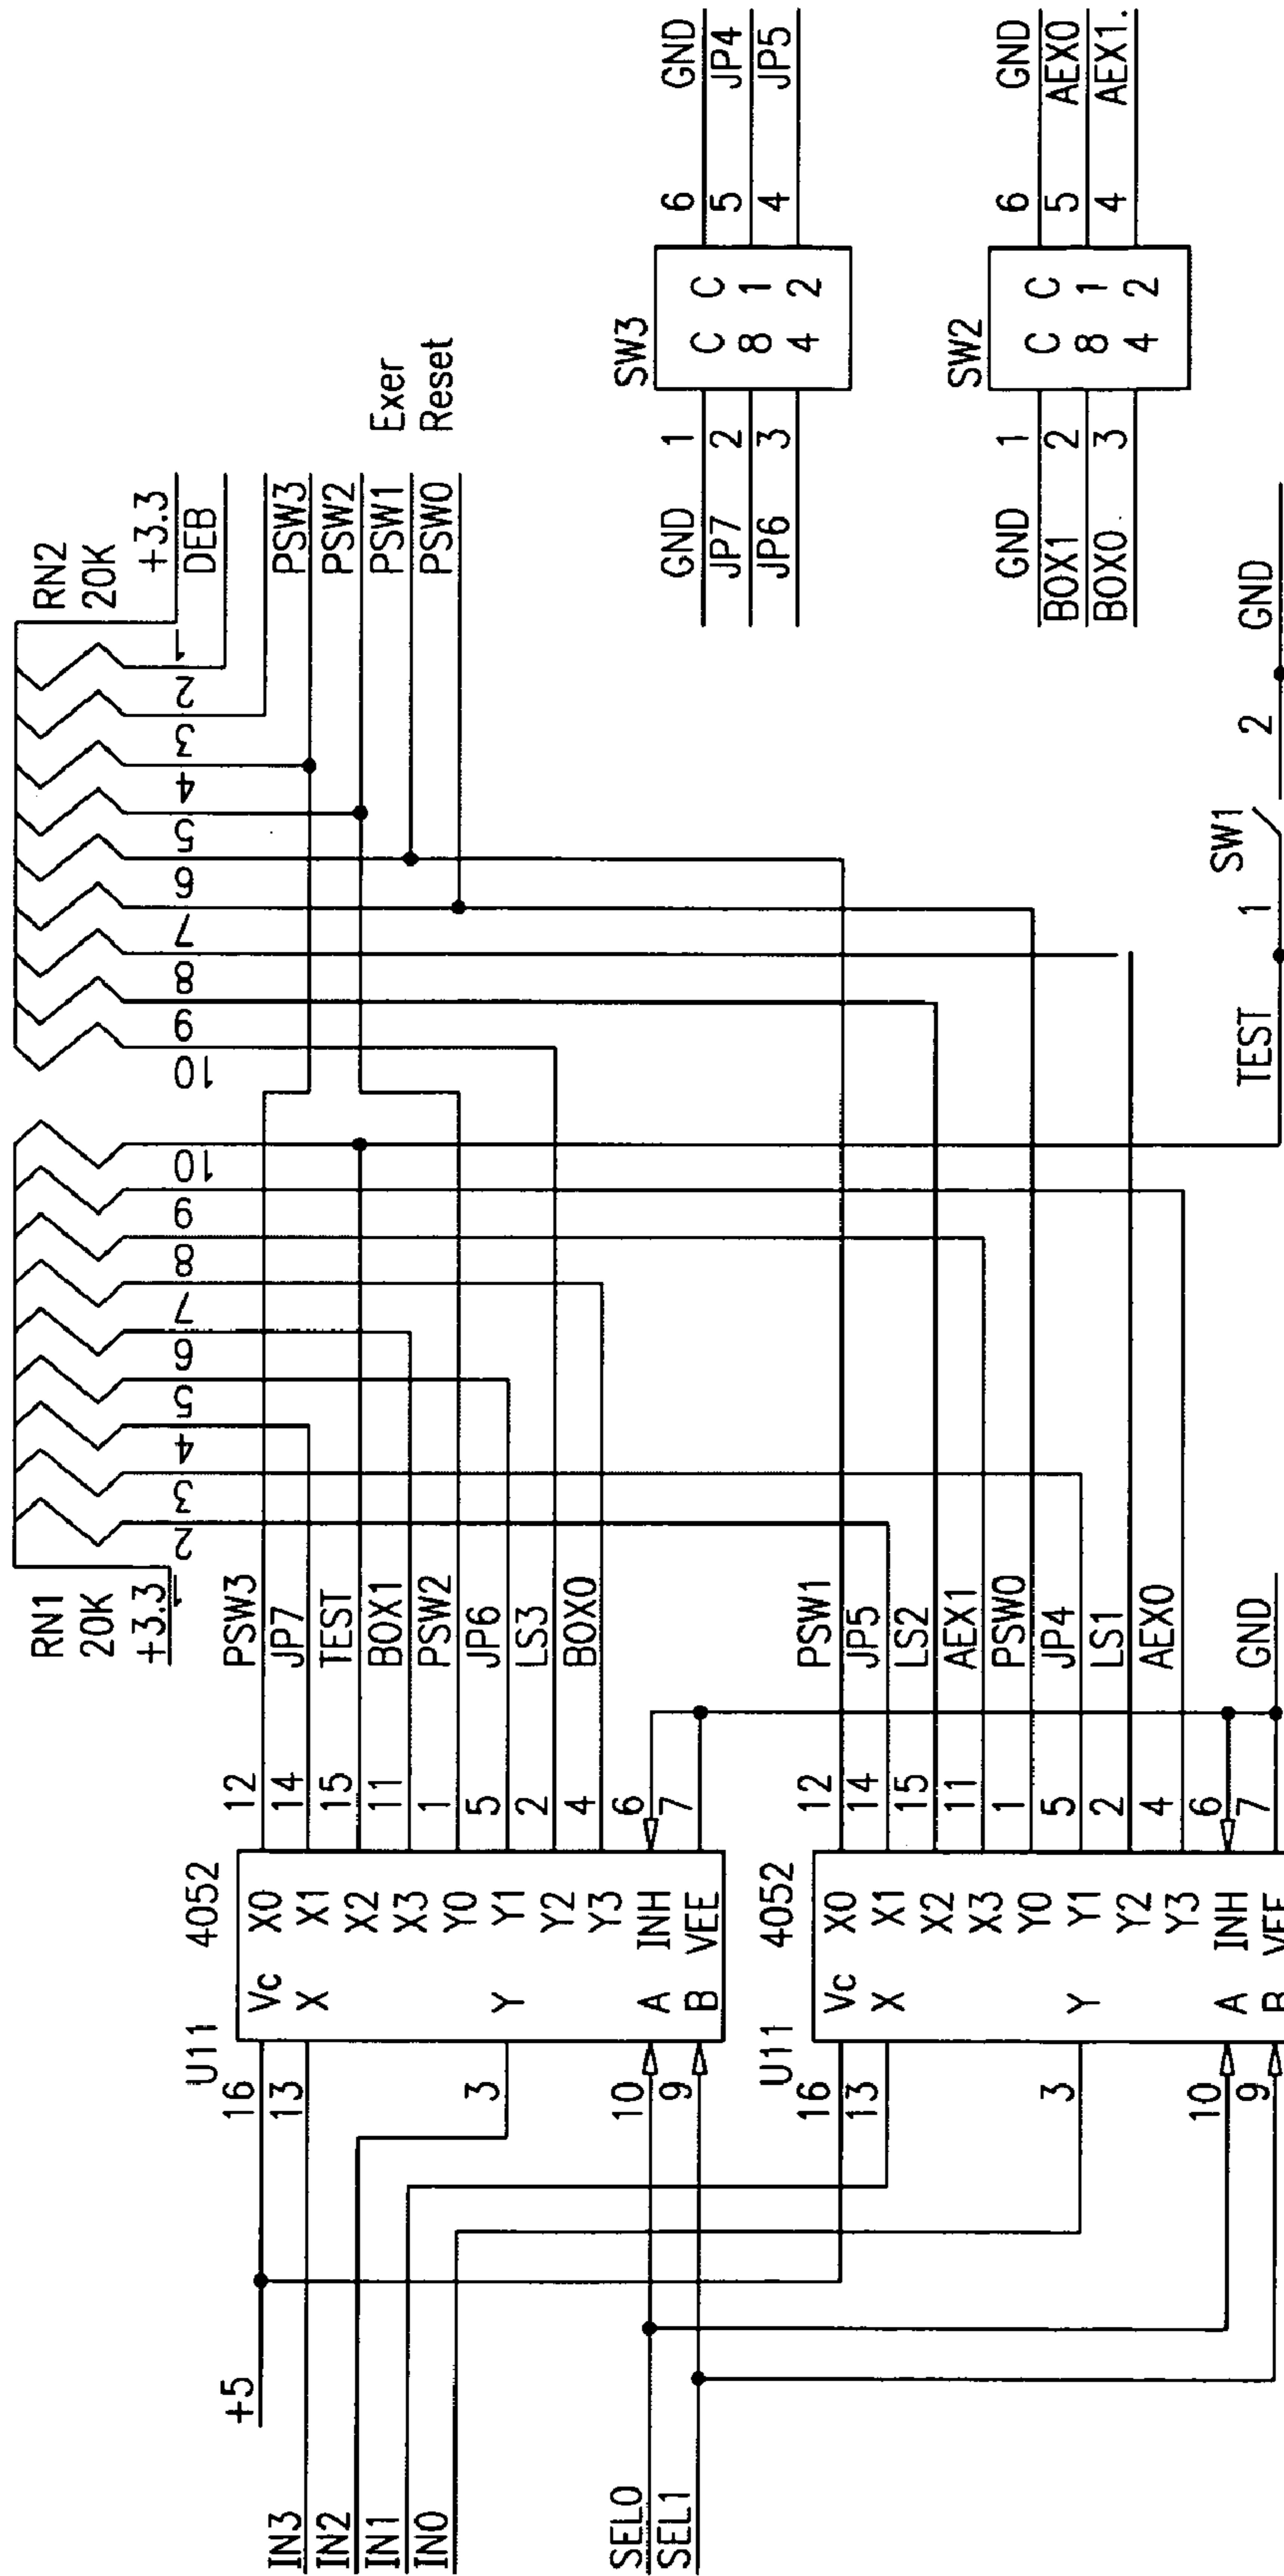 RN1
20K
+3.3
1
2
3
4
5
6
7
8
9
10
RN2
20K
+3.3
DEB
10
9
8
7
6
5
4
3
2
1
PSW3
PSW2
PSW1 Exer
PSW0 Reset
+5
IN3
IN2
IN1
IN0
SEL0
SEL1
U11 4052
16 Vc X0 12 PSW3
13 X X1 14 JP7
X2 15 TEST
X3 11 BOX1
Y0 1 PSW2
3 Y Y1 5 JP6
Y2 2 LS3
Y3 4 BOX0
10 A INH 6
9 B VEE 7
U11 4052
16 Vc X0 12 PSW1
13 X X1 14 JP5
X2 15 LS2
X3 11 AEX1
Y0 1 PSW0
3 Y Y1 5 JP4
Y2 2 LS1
Y3 4 AEX0
10 A INH 6
9 B VEE 7 GND
SW3
GND 1 C C 6 GND
JP7 2 8 1 5 JP4
JP6 3 4 2 4 JP5
SW2
GND 1 C C 6 GND
BOX1 2 8 1 5 AEX0
BOX0 3 4 2 4 AEX1.
TEST 1 SW1 2 GND